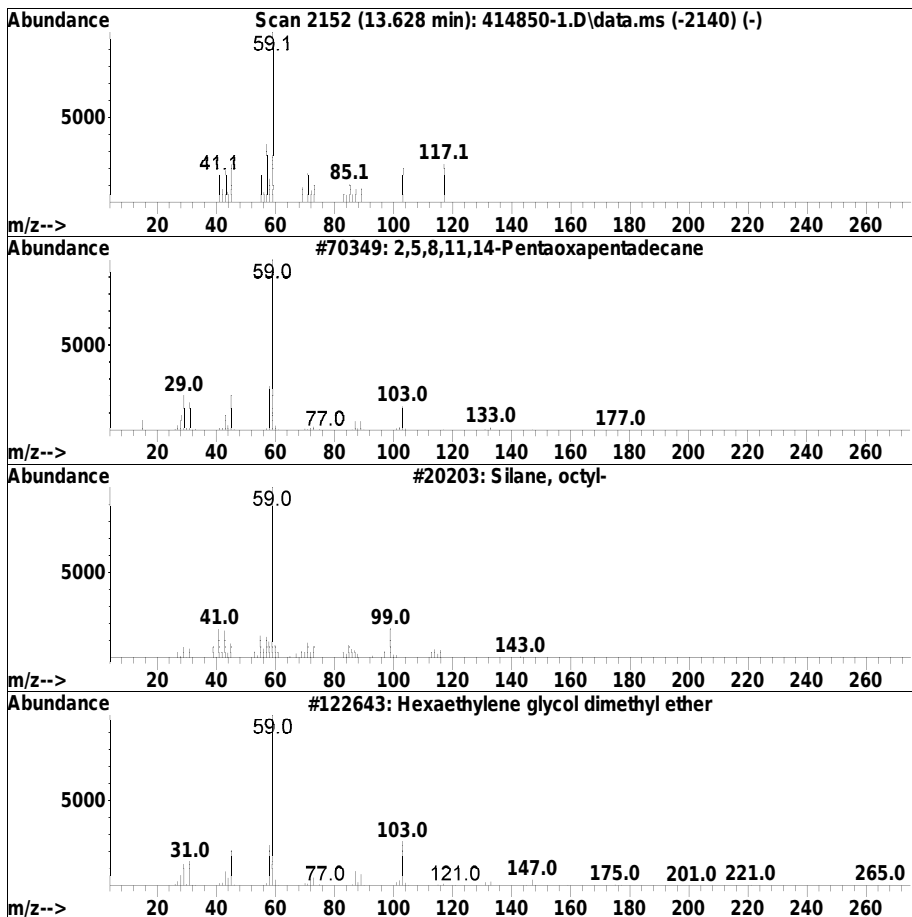 Abundance Scan 2152 (13.628 min): 414850-1.D\data.ms (-2140) (-)
59.1
5000
41.1 85.1 117.1
m/z--> 20 40 60 80 100 120 140 160 180 200 220 240 260
Abundance #70349: 2,5,8,11,14-Pentaoxapentadecane
59.0
5000
29.0 77.0 103.0 133.0 177.0
m/z--> 20 40 60 80 100 120 140 160 180 200 220 240 260
Abundance #20203: Silane, octyl-
59.0
5000
41.0 99.0 143.0
m/z--> 20 40 60 80 100 120 140 160 180 200 220 240 260
Abundance #122643: Hexaethylene glycol dimethyl ether
59.0
5000
31.0 77.0 103.0 121.0 147.0 175.0 201.0 221.0 265.0
m/z--> 20 40 60 80 100 120 140 160 180 200 220 240 260